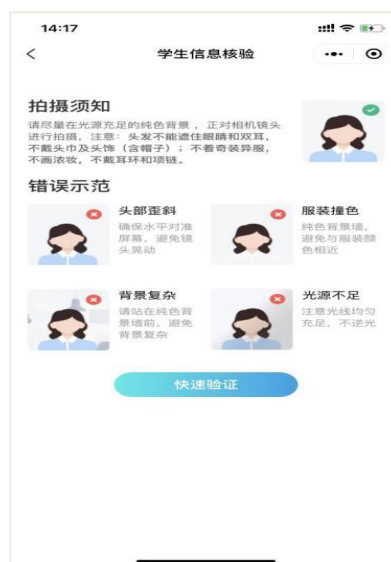 14:17
学生信息核验
拍摄须知
请尽量在光源充足的纯色背景，正对相机镜头
进行拍摄，注意：头发不能遮住眼睛和双耳，
不戴头巾及头饰（含帽子）；不着奇装异服，
不画浓妆，不戴耳环和项链。
错误示范
头部歪斜
确保水平对准
屏幕，避免镜
头晃动
服装撞色
纯色背景墙，
避免与服装颜
色相近
背景复杂
请站在纯色背
景墙前，避免
背景复杂
光源不足
注意光线均匀
充足，不逆光
快速验证